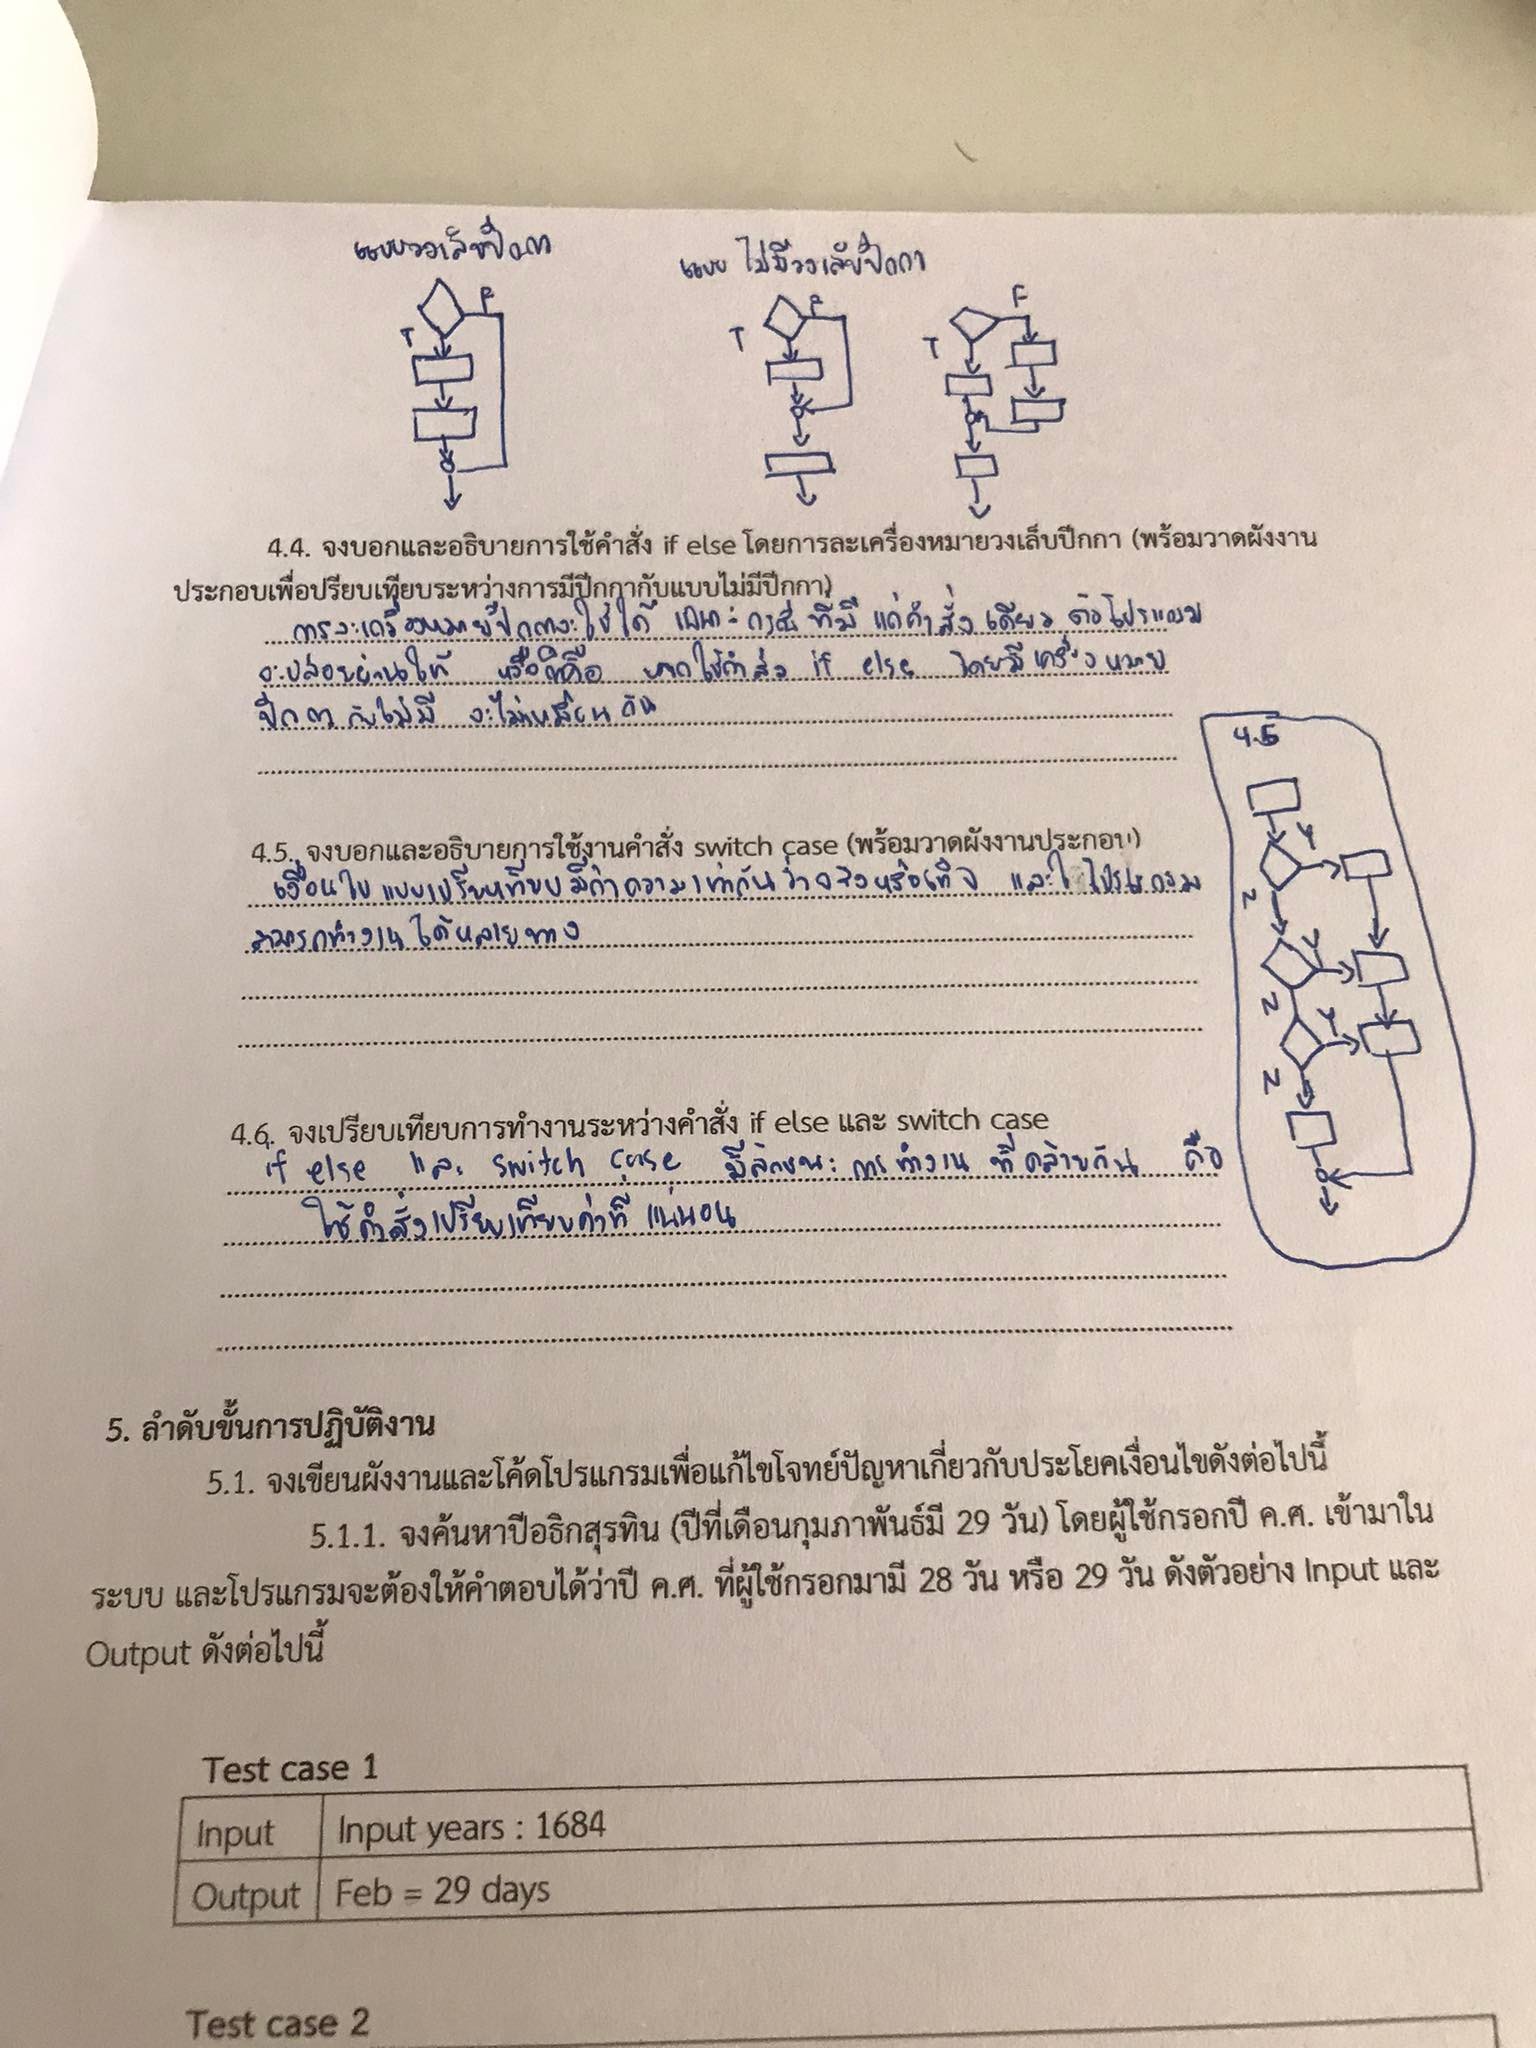 แบบวงเล็บปีกกา
แบบ ไม่มีวงเล็บปีกกา
F
T
F
T
F
T
4.4. จงบอกและอธิบายการใช้คำสั่ง if else โดยการละเครื่องหมายวงเล็บปีกกา (พร้อมวาดผังงาน
ประกอบเพื่อปรียบเทียบระหว่างการมีปีกกากับแบบไม่มีปีกกา)
การละเครื่องหมายปีกกาจะใช้ได้ เฉพาะกรณี ที่มี แค่คำสั่งเดียว ต่อโปรแกรม
จะปล่อยผ่านให้ หรือก็คือ หากใช้คำสั่ง if else โดยมีเครื่องหมาย
ปีกกา กับไม่มี จะไม่เหมือนกัน
4.5
4.5. จงบอกและอธิบายการใช้งานคำสั่ง switch case (พร้อมวาดผังงานประกอบ)
เงื่อนไข แบบเปรียบเทียบมีค่าความเท่ากันว่าจริงหรือเท็จ และให้โปรแกรม
สามารถทำงานได้หลายทาง
Y
N
Y
N
Y
N
4.6. จงเปรียบเทียบการทำงานระหว่างคำสั่ง if else และ switch case
if else และ switch case มีลักษณะการทำงาน ที่คล้ายกัน คือ
ใช้คำสั่งเปรียบเทียบค่าที่ แน่นอน
5. ลำดับขั้นการปฏิบัติงาน
5.1. จงเขียนผังงานและโค้ดโปรแกรมเพื่อแก้ไขโจทย์ปัญหาเกี่ยวกับประโยคเงื่อนไขดังต่อไปนี้
5.1.1. จงค้นหาปีอธิกสุรทิน (ปีที่เดือนกุมภาพันธ์มี 29 วัน) โดยผู้ใช้กรอกปี ค.ศ. เข้ามาใน
ระบบ และโปรแกรมจะต้องให้คำตอบได้ว่าปี ค.ศ. ที่ผู้ใช้กรอกมามี 28 วัน หรือ 29 วัน ดังตัวอย่าง Input และ
Output ดังต่อไปนี้
Test case 1
Input Input years : 1684
Output Feb = 29 days
Test case 2